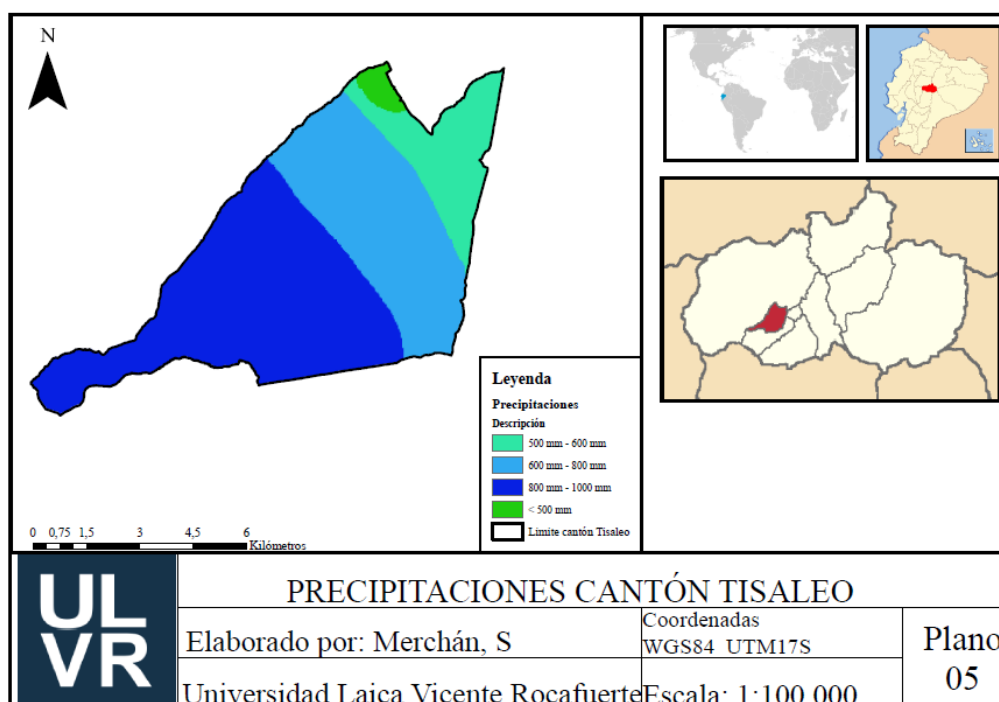 N
Leyenda
Precipitaciones
Descripción
500 mm - 600 mm
600 mm - 800 mm
800 mm - 1000 mm
< 500 mm
Limite cantón Tisaleo
0 0,75 1,5 3 4,5 6
Kilómetros
UL
VR
PRECIPITACIONES CANTÓN TISALEO
Elaborado por: Merchán, S
Coordenadas
WGS84 UTM17S
Universidad Laica Vicente Rocafuerte
Escala: 1:100 000
Plano
05